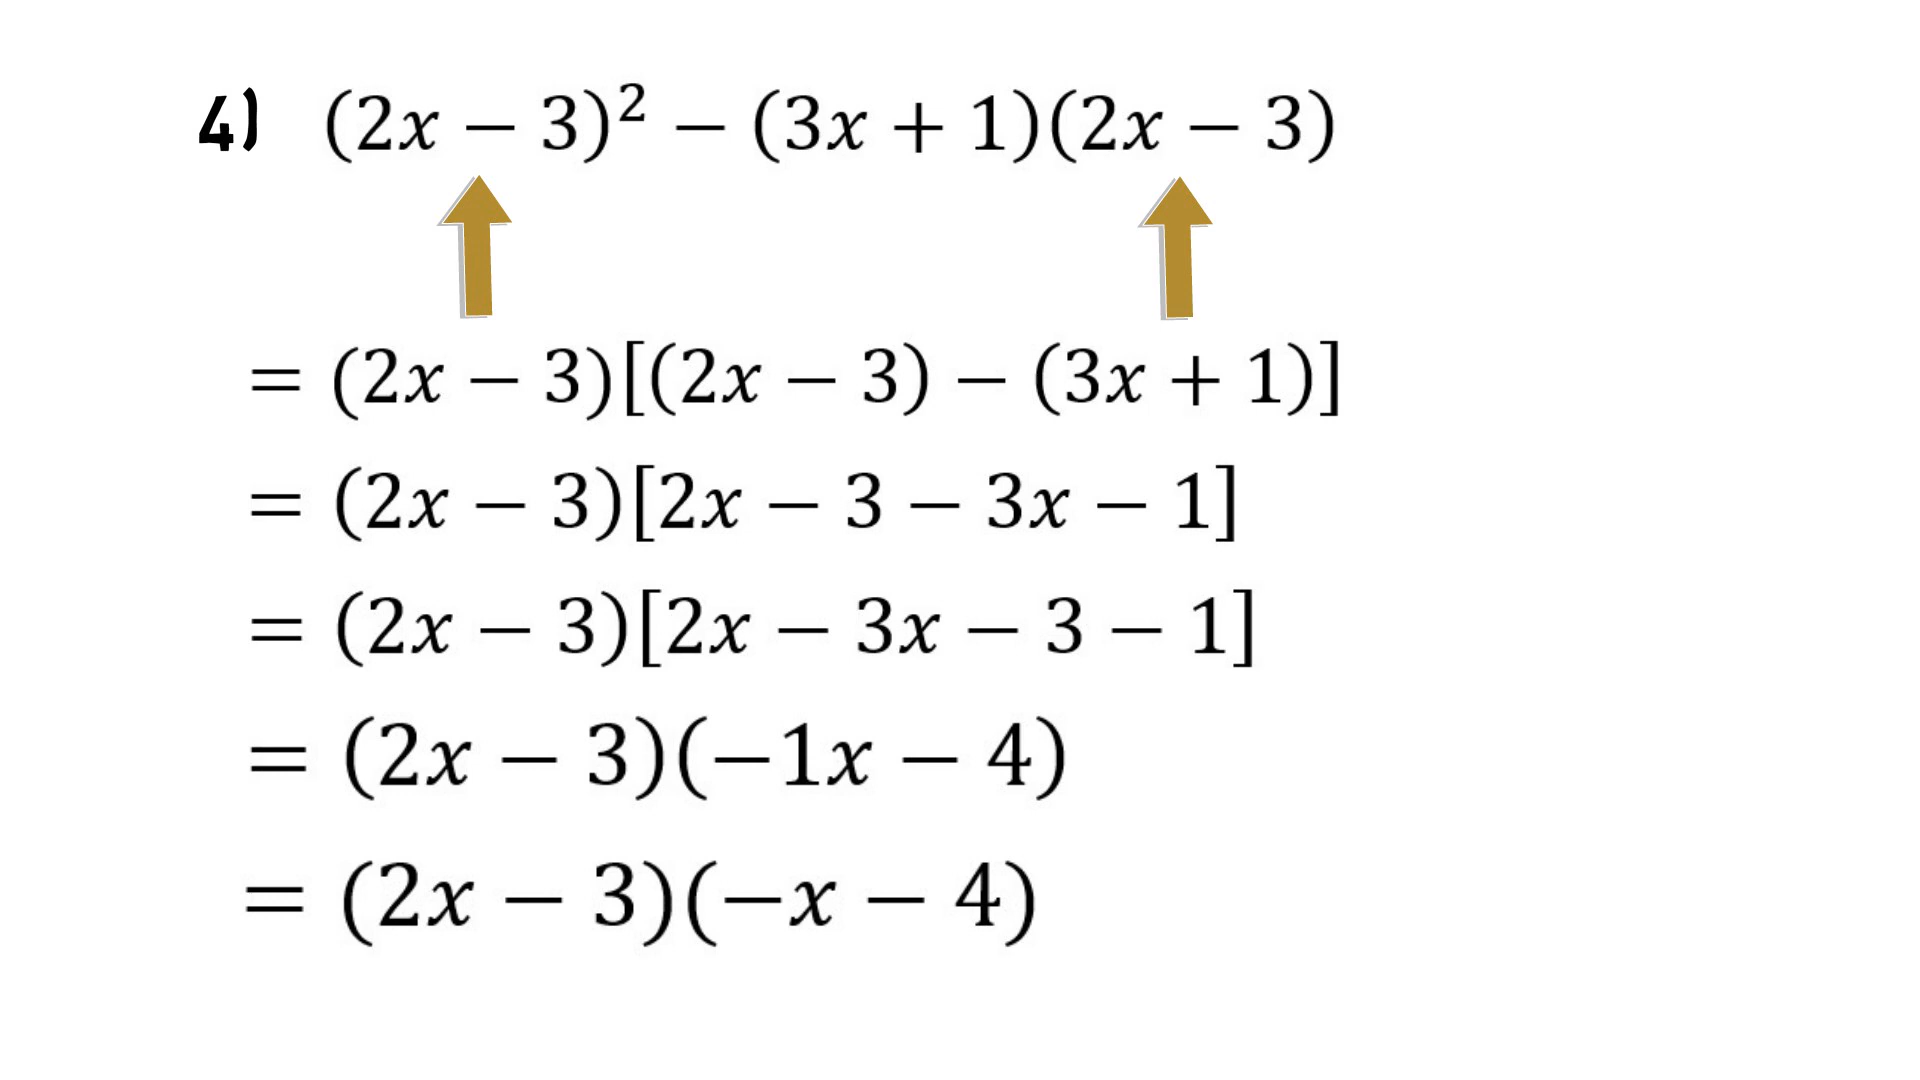 4) (2x − 3)² − (3x + 1)(2x − 3)
= (2x − 3)[(2x − 3) − (3x + 1)]
= (2x − 3)[2x − 3 − 3x − 1]
= (2x − 3)[2x − 3x − 3 − 1]
= (2x − 3)(−1x − 4)
= (2x − 3)(−x − 4)